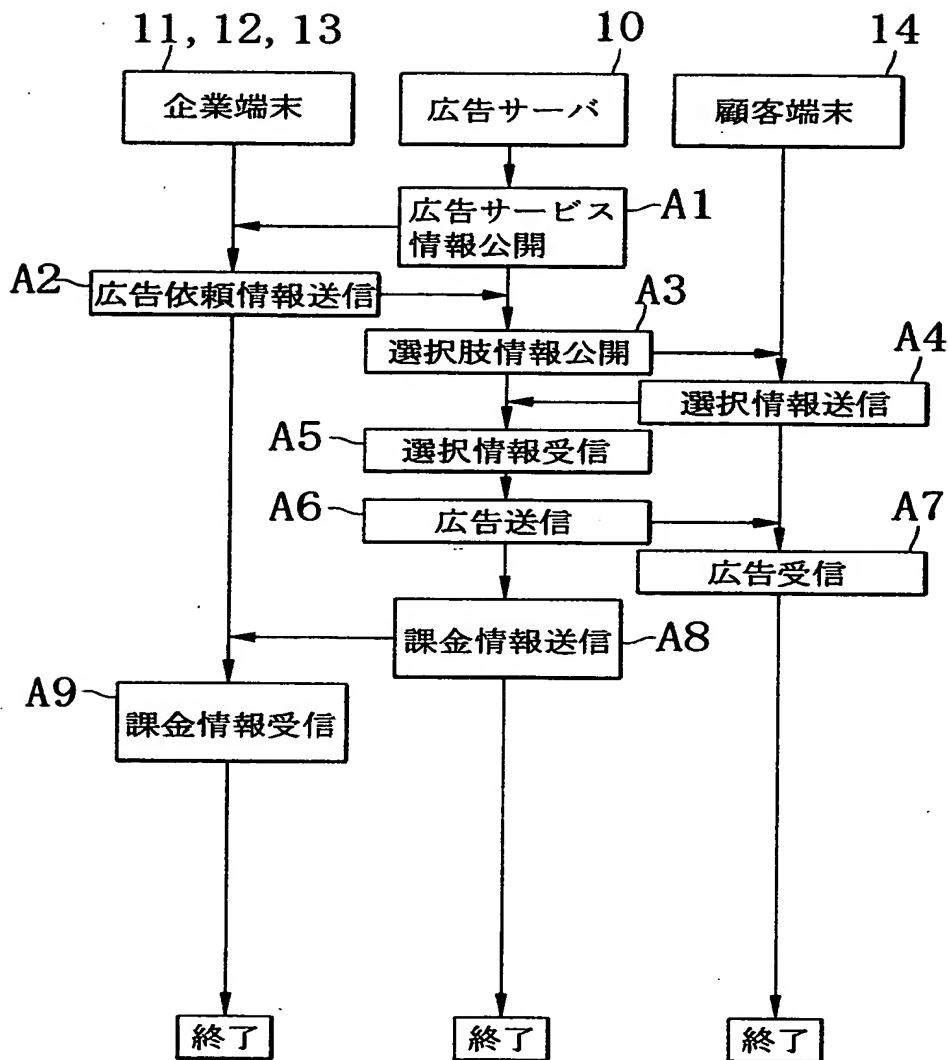 11, 12, 13
10
14
企業端末
広告サーバ
顧客端末
広告サービス
情報公開
A1
A2
広告依頼情報送信
A3
選択肢情報公開
A4
選択情報送信
A5
選択情報受信
A6
広告送信
A7
広告受信
課金情報送信
A8
A9
課金情報受信
終了
終了
終了